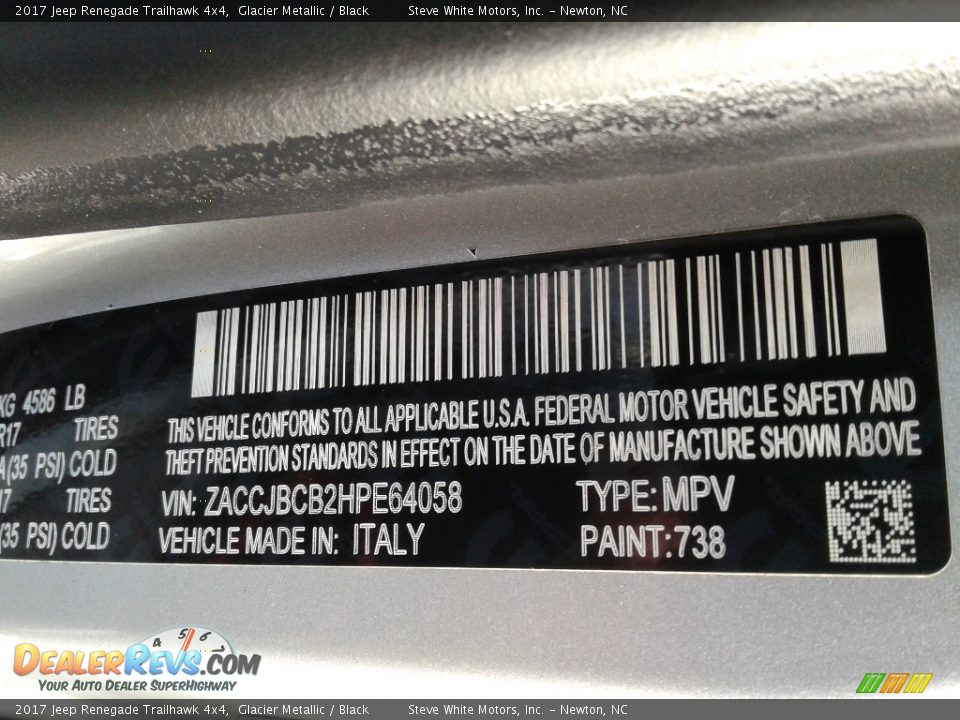 2017 Jeep Renegade Trailhawk 4x4, Glacier Metallic / Black Steve White Motors, Inc. - Newton, NC
KG 4586 LB
R17 TIRES
(35 PSI) COLD
TIRES
(35 PSI) COLD
THIS VEHICLE CONFORMS TO ALL APPLICABLE U.S.A. FEDERAL MOTOR VEHICLE SAFETY AND
THEFT PREVENTION STANDARDS IN EFFECT ON THE DATE OF MANUFACTURE SHOWN ABOVE
VIN: ZACCJBCB2HPE64058 TYPE: MPV
VEHICLE MADE IN: ITALY PAINT: 738
4 5 6 7
DEALERREVS.COM
YOUR AUTO DEALER SUPERHIGHWAY
2017 Jeep Renegade Trailhawk 4x4, Glacier Metallic / Black Steve White Motors, Inc. - Newton, NC